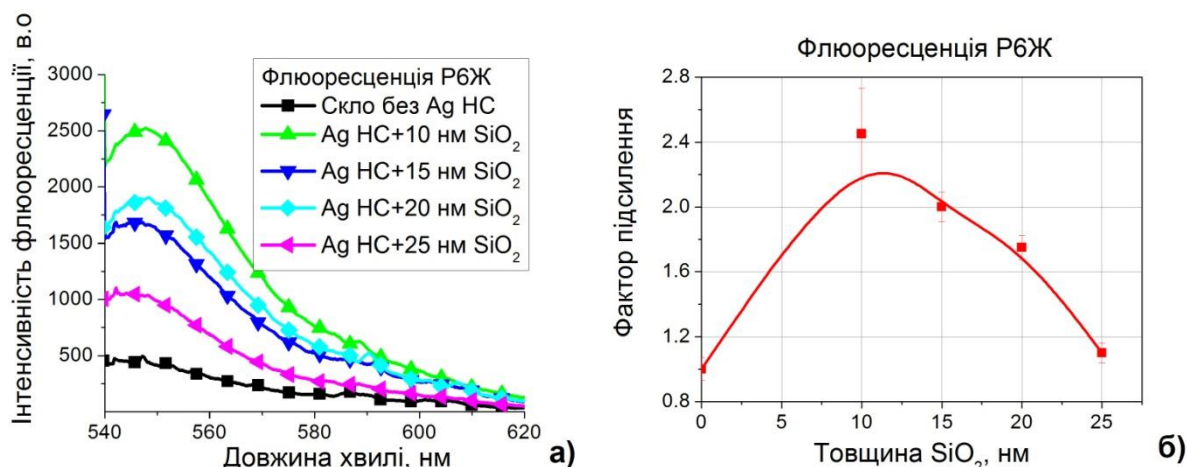 Інтенсивність флюоресценції, в.о
3000
2500
2000
1500
1000
500
540
560
580
600
620
Довжина хвилі, нм
Флюоресценція Р6Ж
Скло без Ag НС
Ag НС+10 нм SiO₂
Ag НС+15 нм SiO₂
Ag НС+20 нм SiO₂
Ag НС+25 нм SiO₂
а)
Флюоресценція Р6Ж
Фактор підсилення
2.8
2.4
2.0
1.6
1.2
0.8
0
5
10
15
20
25
Товщина SiO₂, нм
б)